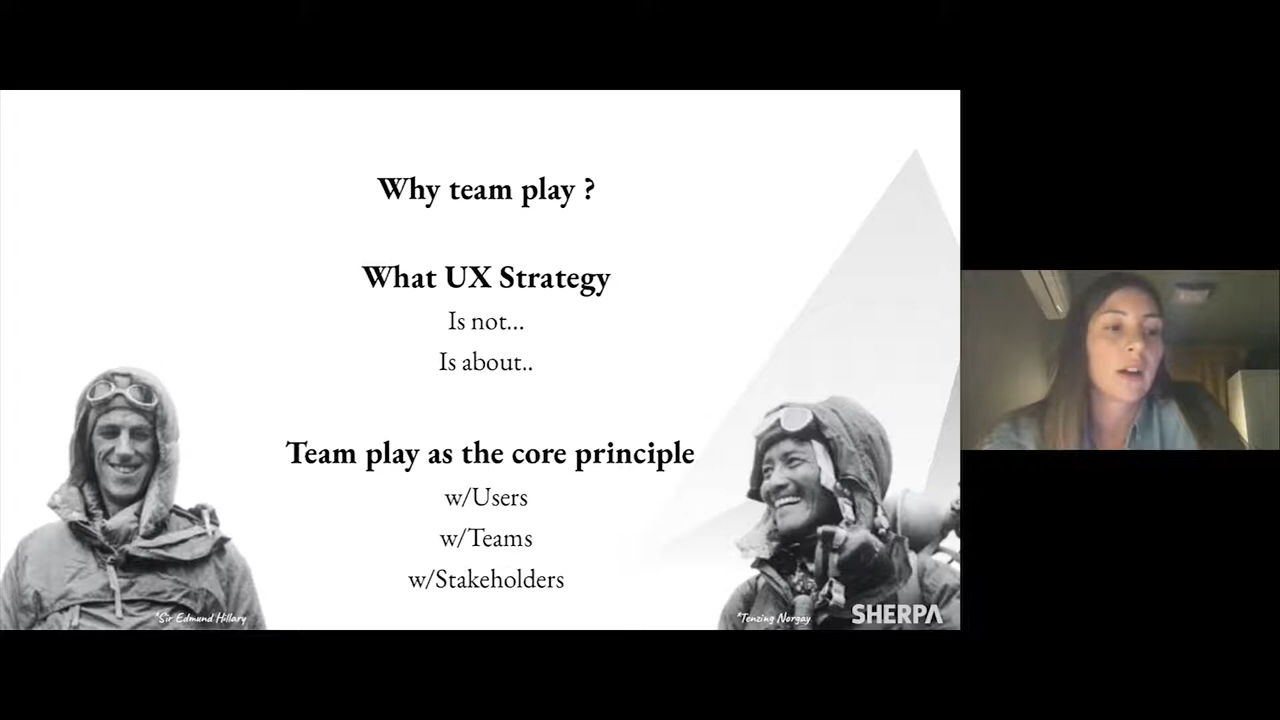 Why team play ?
What UX Strategy
Is not...
Is about..
Team play as the core principle
w/Users
w/Teams
w/Stakeholders
*Sir Edmund Hillary
*Tenzing Norgay
SHERPA